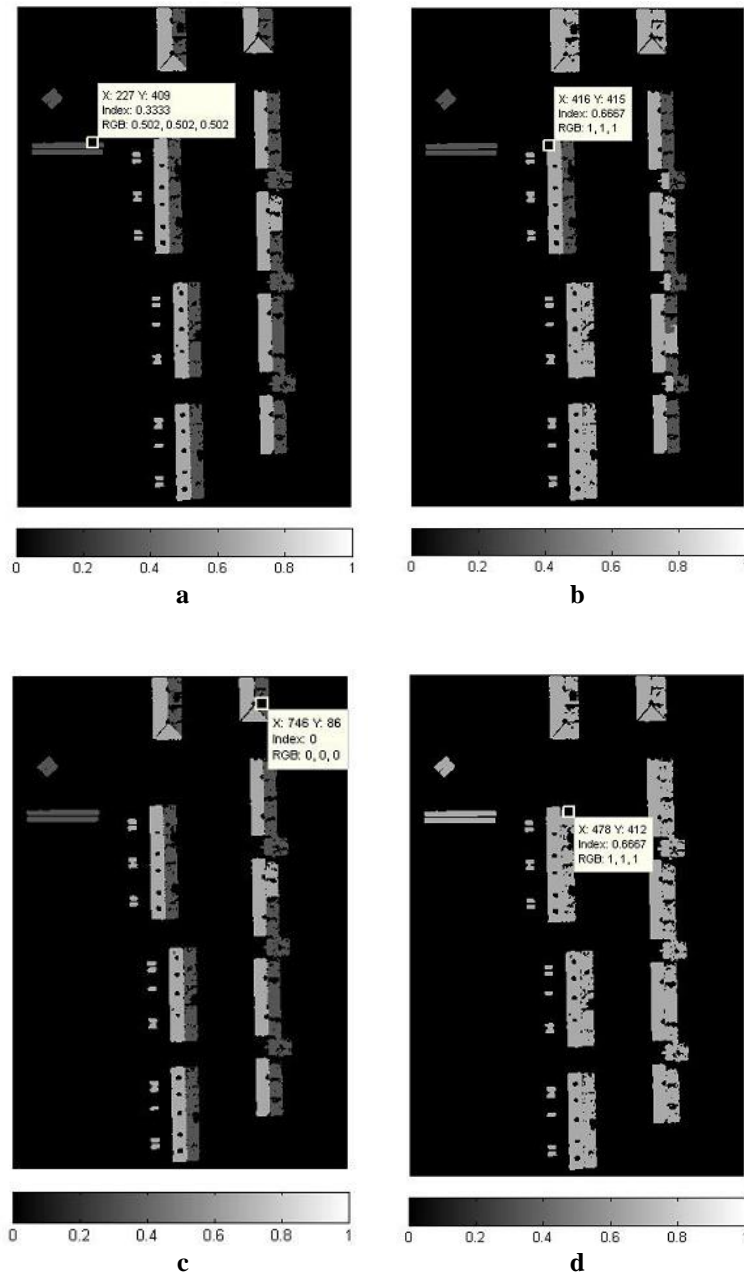 X: 227 Y: 409
Index: 0.3333
RGB: 0.502, 0.502, 0.502
0 0.2 0.4 0.6 0.8 1
a
X: 416 Y: 415
Index: 0.6667
RGB: 1, 1, 1
0 0.2 0.4 0.6 0.8 1
b
X: 746 Y: 86
Index: 0
RGB: 0, 0, 0
0 0.2 0.4 0.6 0.8 1
c
X: 478 Y: 412
Index: 0.6667
RGB: 1, 1, 1
0 0.2 0.4 0.6 0.8 1
d